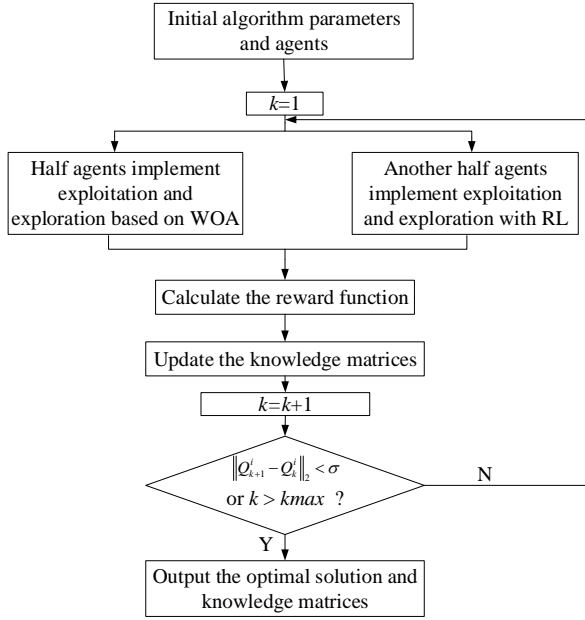 Initial algorithm parameters
and agents
k=1
Half agents implement
exploitation and
exploration based on WOA
Another half agents
implement exploitation
and exploration with RL
Calculate the reward function
Update the knowledge matrices
k=k+1
‖Q^i_{k+1} − Q^i_k‖_2 < σ
or k > kmax ?
N
Y
Output the optimal solution and
knowledge matrices